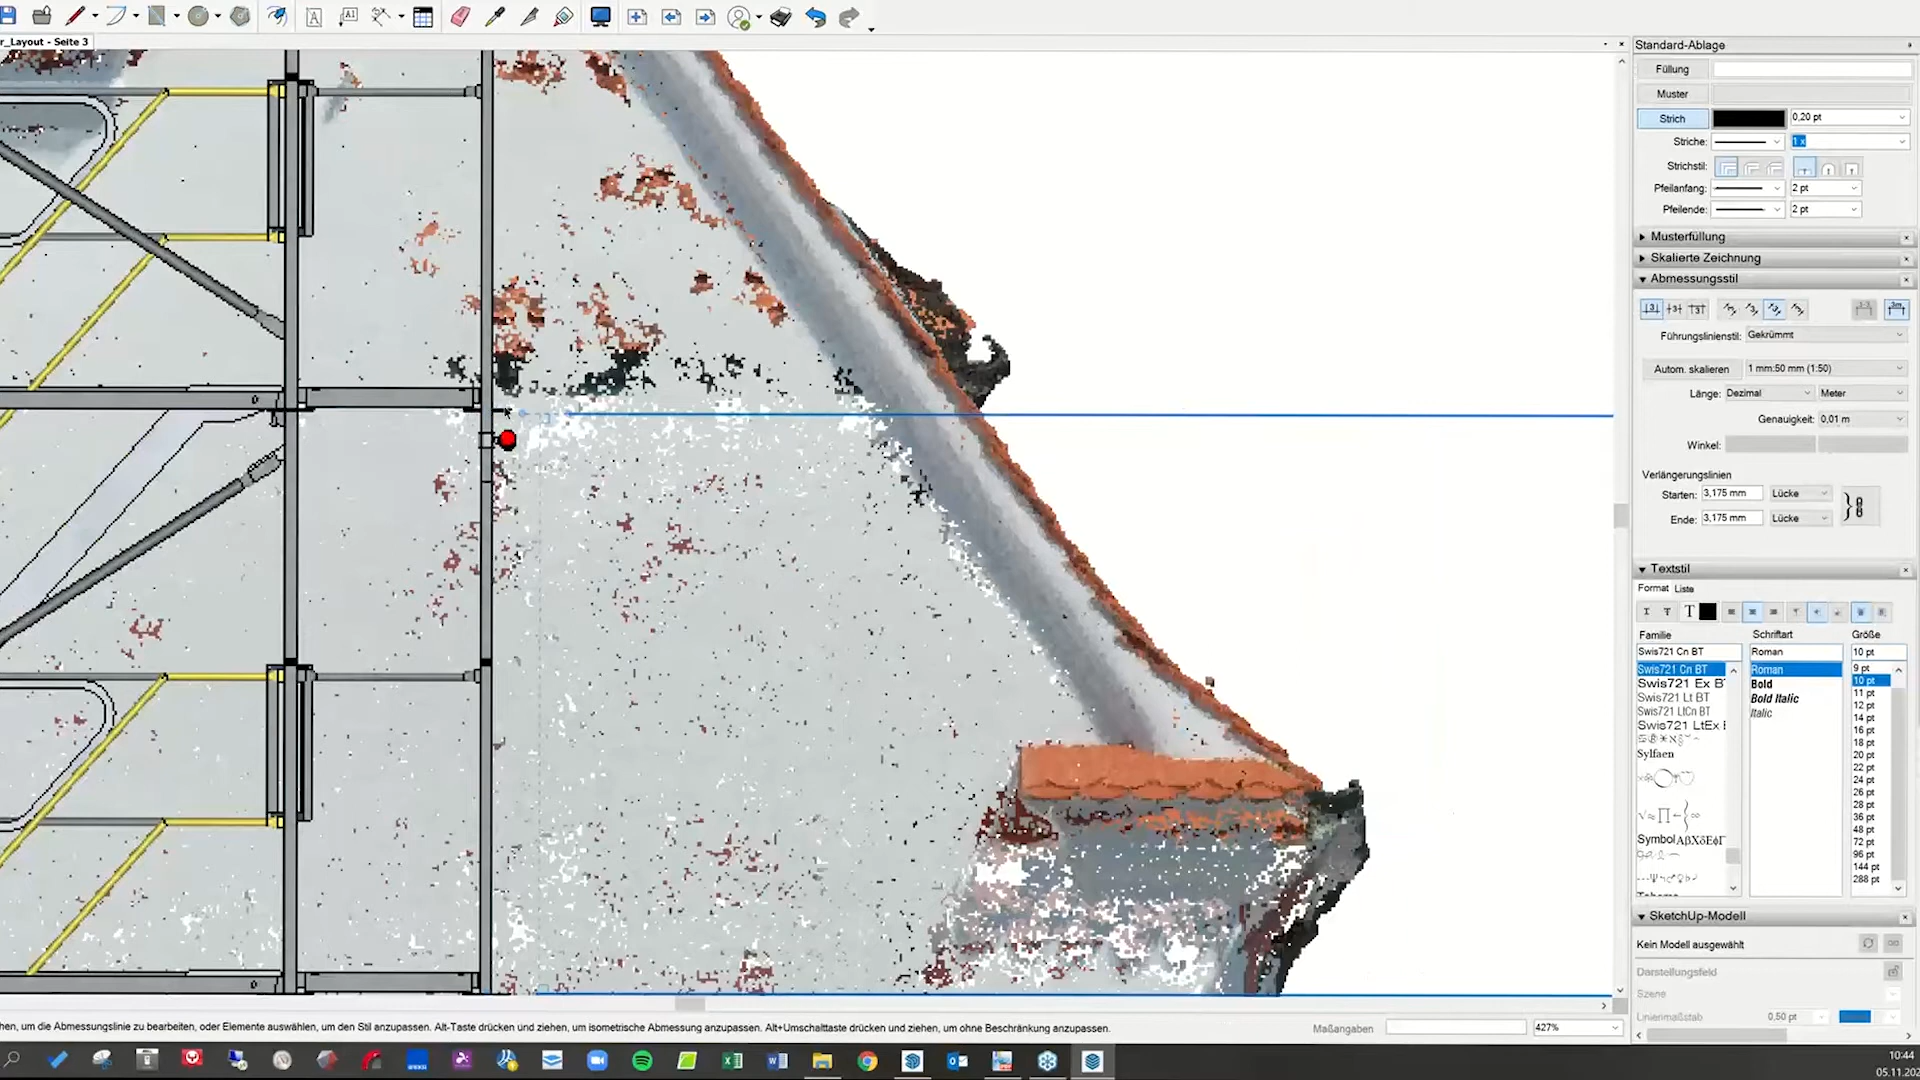 r_Layout - Seite 3
Standard-Ablage
Füllung
Muster
Strich
0,20 pt
Striche:
1 x
Strichstil:
Pfeilanfang:
2 pt
Pfeilende:
2 pt
Musterfüllung
Skalierte Zeichnung
Abmessungsstil
Führungslinienstil:
Gekrümmt
Autom. skalieren
1 mm:50 mm (1:50)
Länge:
Dezimal
Meter
Genauigkeit:
0,01 m
Winkel:
Verlängerungslinien
Starten:
3,175 mm
Lücke
Ende:
3,175 mm
Lücke
Textstil
Format Liste
Familie
Schriftart
Größe
Swis721 Cn BT
Roman
10 pt
Swis721 Cn BT
Roman
9 pt
Swis721 Ex B
Bold
10 pt
Swis721 Lt BT
Bold Italic
11 pt
Swis721 LtCn BT
Italic
12 pt
Swis721 LtEx
14 pt
16 pt
Sylfaen
18 pt
20 pt
22 pt
24 pt
26 pt
28 pt
36 pt
48 pt
Symbol
72 pt
96 pt
144 pt
288 pt
SketchUp-Modell
Kein Modell ausgewählt
Darstellungsfeld
Szene
Linienmaßstab
0,50 pt
hen, um die Abmessungslinie zu bearbeiten, oder Elemente auswählen, um den Stil anzupassen. Alt-Taste drücken und ziehen, um isometrische Abmessung anzupassen. Alt+Umschalttaste drücken und ziehen, um ohne Beschränkung anzupassen.
Maßangaben
427%
10:44
05.11.202